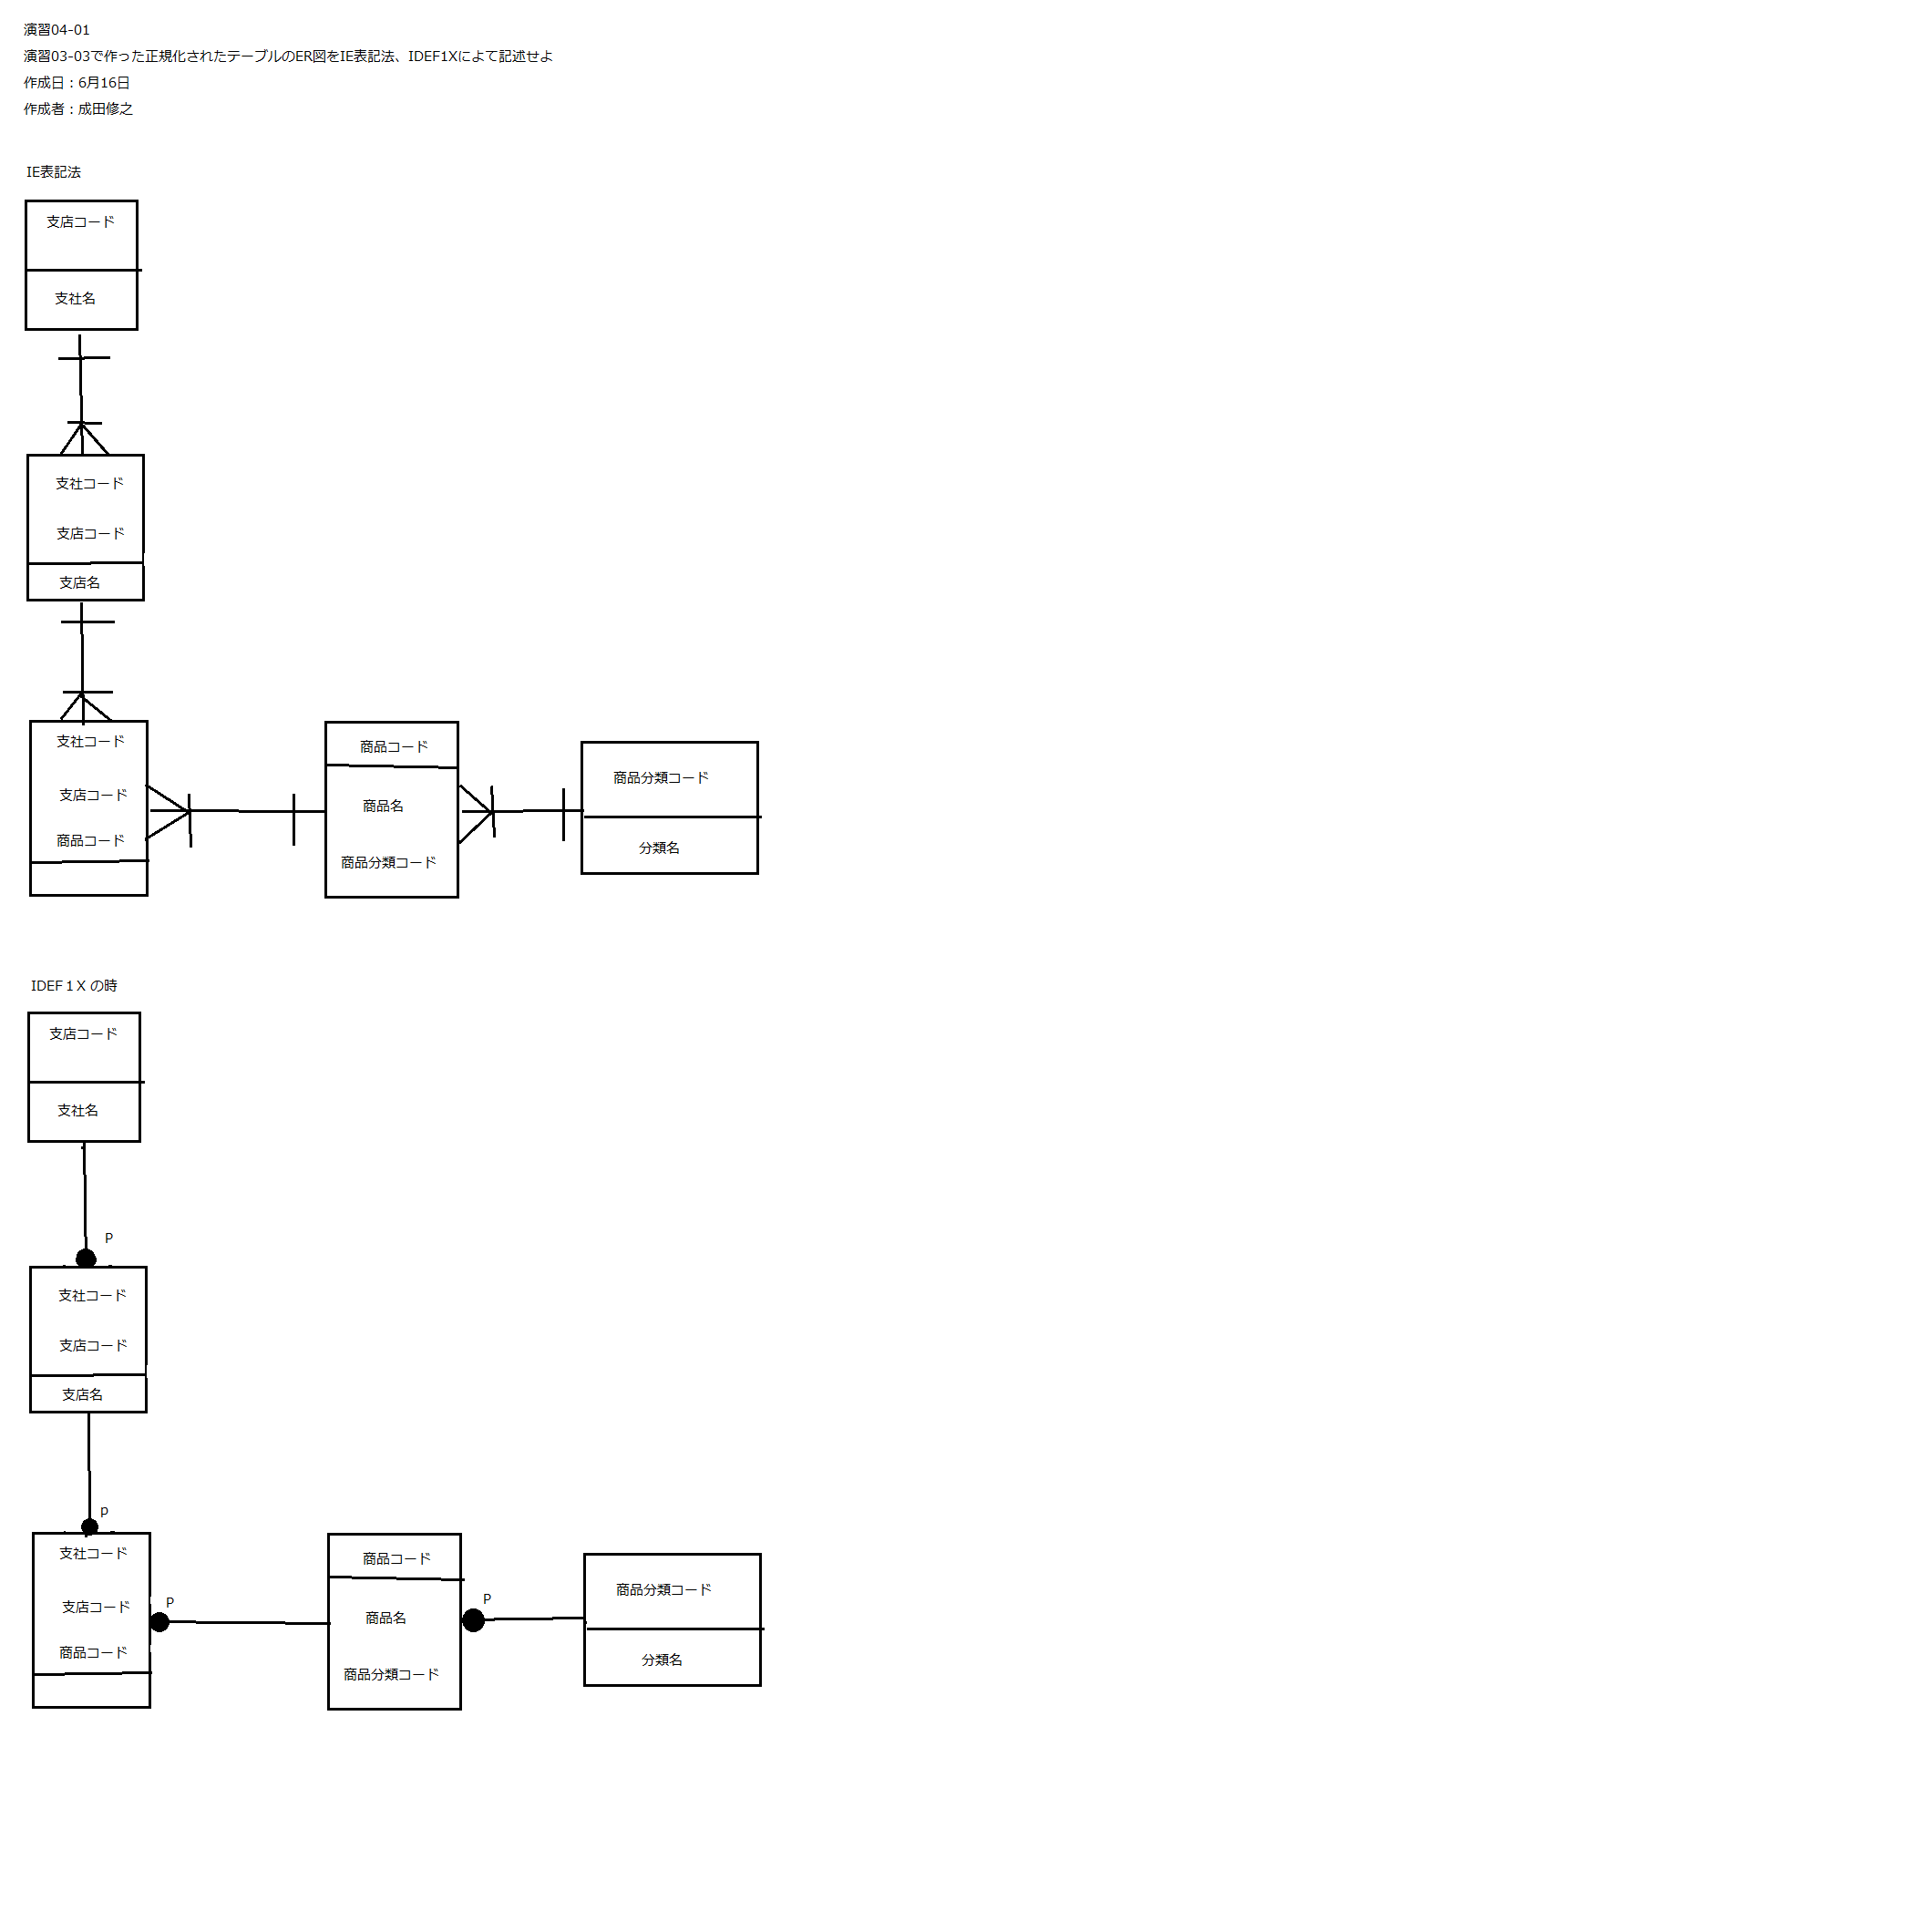 演習04-01
演習03-03で作った正規化されたテーブルのER図をIE表記法、IDEF1Xによて記述せよ
作成日：6月16日
作成者：成田修之
IE表記法
支店コード
支社名
支社コード
支店コード
支店名
支社コード
支店コード
商品コード
商品コード
商品名
商品分類コード
商品分類コード
分類名
IDEF１X の時
支店コード
支社名
P
支社コード
支店コード
支店名
p
支社コード
支店コード
商品コード
P
商品コード
商品名
商品分類コード
P
商品分類コード
分類名